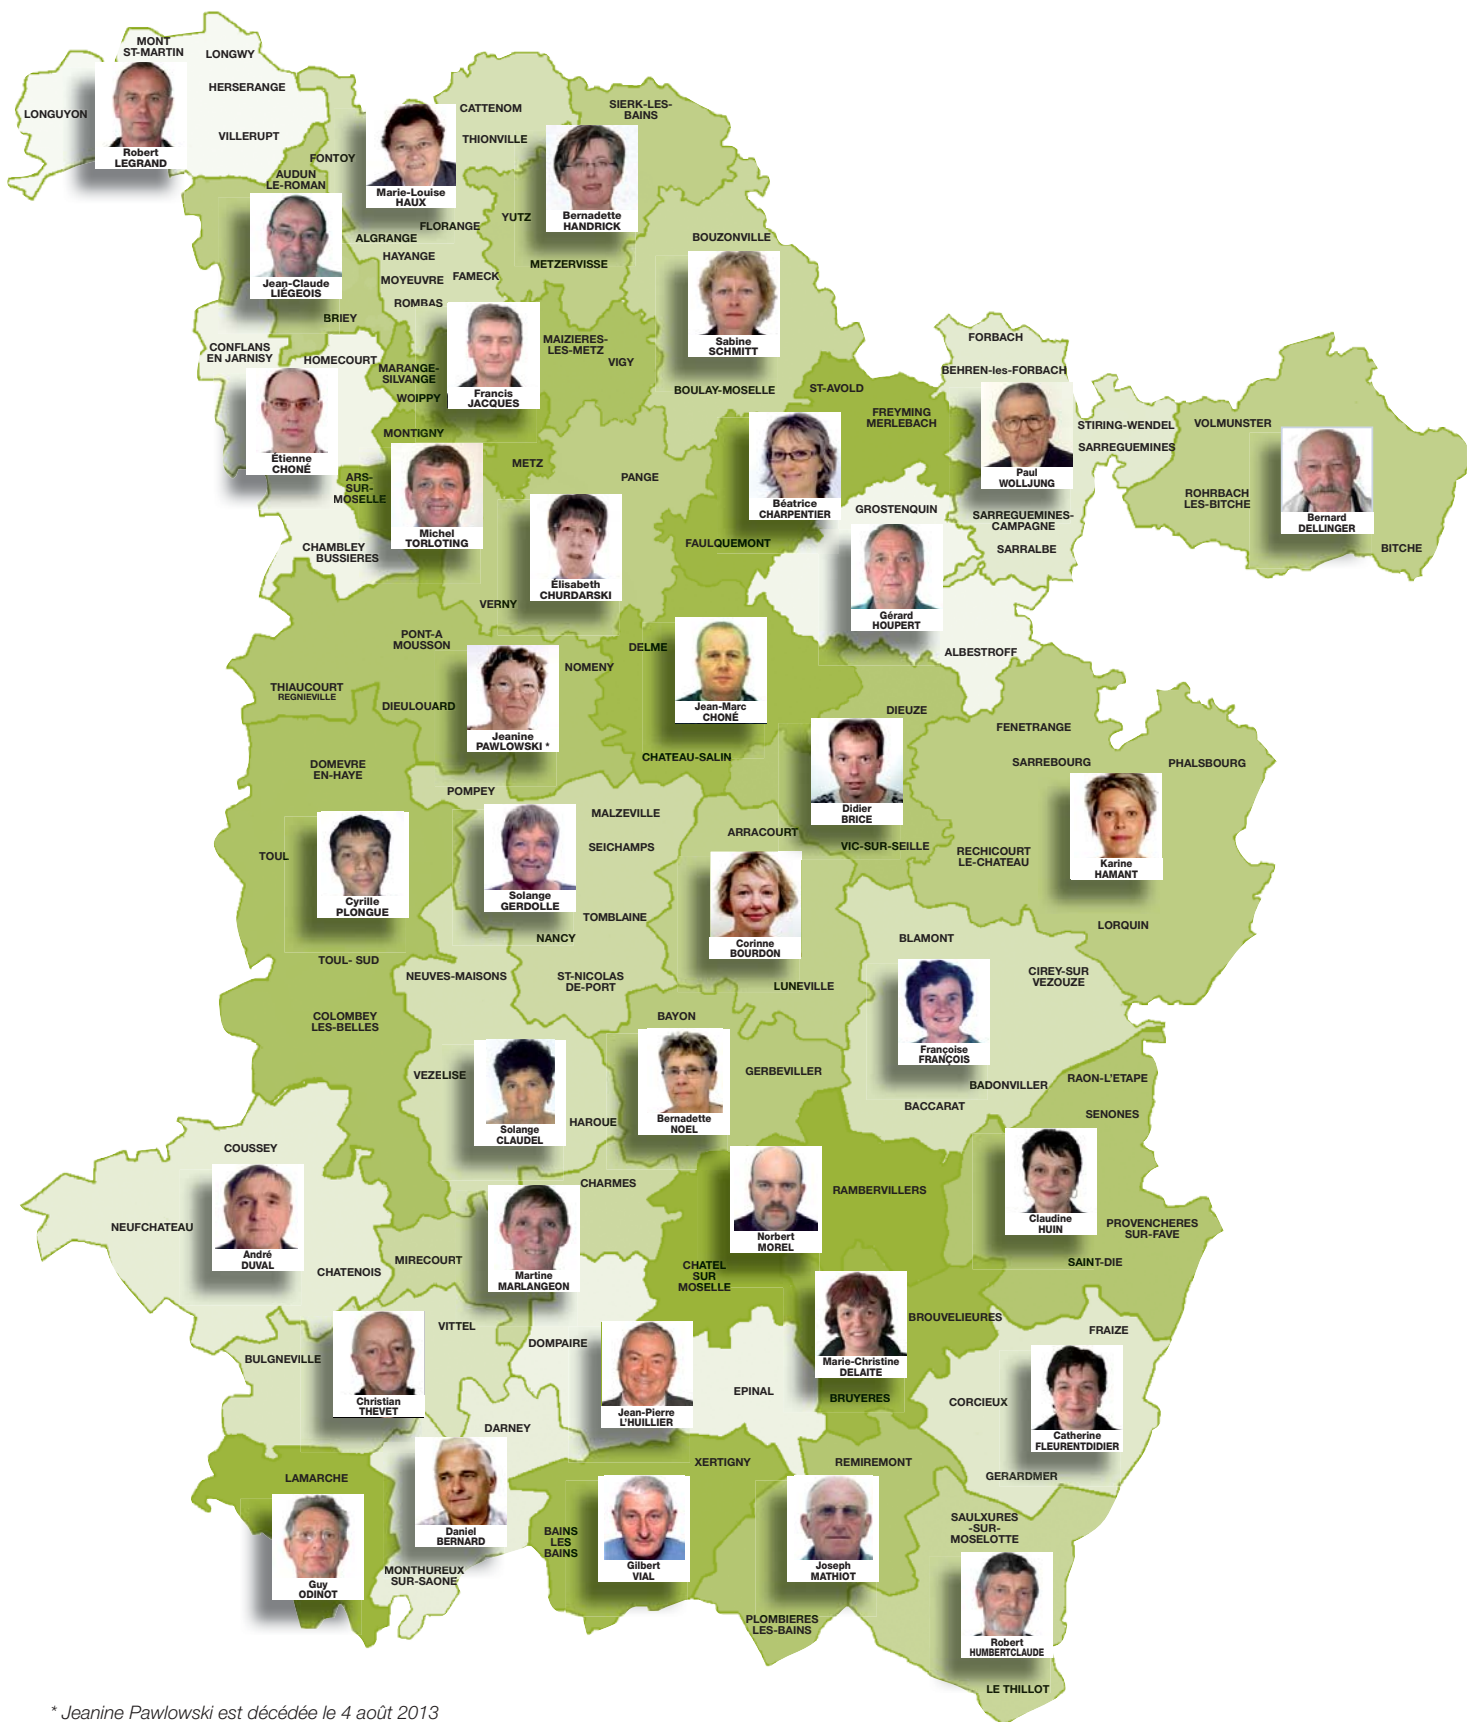 MONT
ST-MARTIN
LONGWY
HERSERANGE
LONGUYON
VILLERUPT
Robert
LEGRAND
CATTENOM
THIONVILLE
SIERK-LES-
BAINS
FONTOY
AUDUN
LE-ROMAN
Marie-Louise
HAUX
Bernadette
HANDRICK
YUTZ
FLORANGE
ALGRANGE
HAYANGE
MOYEUVRE
FAMECK
ROMBAS
METZERVISSE
BOUZONVILLE
Jean-Claude
LIÉGEOIS
BRIEY
CONFLANS
EN JARNISY
HOMECOURT
MARANGE-
SILVANGE
WOIPPY
Francis
JACQUES
MAIZIERES-
LES-METZ
VIGY
Sabine
SCHMITT
BOULAY-MOSELLE
ST-AVOLD
FREYMING
MERLEBACH
FORBACH
BEHREN-les-FORBACH
STIRING-WENDEL
SARREGUEMINES
VOLMUNSTER
Étienne
CHONÉ
MONTIGNY
METZ
ARS-
SUR-
MOSELLE
Michel
TORLOTING
PANGE
Béatrice
CHARPENTIER
Paul
WOLLJUNG
ROHRBACH
LES-BITCHE
Bernard
DELLINGER
BITCHE
GROSTENQUIN
SARREGUEMINES-
CAMPAGNE
SARRALBE
CHAMBLEY
BUSSIERES
FAULQUEMONT
Élisabeth
CHURDARSKI
VERNY
Gérard
HOUPERT
ALBESTROFF
PONT-A
MOUSSON
NOMENY
DELME
Jean-Marc
CHONÉ
THIAUCOURT
REGNIEVILLE
DIEULOUARD
Jeanine
PAWLOWSKI *
DIEUZE
FENETRANGE
SARREBOURG
PHALSBOURG
CHATEAU-SALIN
DOMEVRE
EN-HAYE
POMPEY
MALZEVILLE
SEICHAMPS
ARRACOURT
Didier
BRICE
VIC-SUR-SEILLE
RECHICOURT
LE-CHATEAU
Karine
HAMANT
TOUL
Cyrille
PLONGUE
Solange
GERDOLLE
TOMBLAINE
NANCY
Corinne
BOURDON
LORQUIN
BLAMONT
CIREY-SUR
VEZOUZE
TOUL- SUD
NEUVES-MAISONS
ST-NICOLAS
DE-PORT
LUNEVILLE
COLOMBEY
LES-BELLES
BAYON
Françoise
FRANÇOIS
VEZELISE
GERBEVILLER
BADONVILLER
BACCARAT
RAON-L'ETAPE
SENONES
Solange
CLAUDEL
HAROUE
Bernadette
NOEL
COUSSEY
CHARMES
RAMBERVILLERS
Claudine
HUIN
PROVENCHERES
SUR-FAVE
NEUFCHATEAU
André
DUVAL
CHATENOIS
MIRECOURT
Martine
MARLANGEON
Norbert
MOREL
CHATEL
SUR
MOSELLE
SAINT-DIE
BROUVELIEURES
FRAIZE
VITTEL
BULGNEVILLE
DOMPAIRE
Marie-Christine
DELAITE
BRUYERES
CORCIEUX
Christian
THEVET
Jean-Pierre
L'HUILLIER
EPINAL
Catherine
FLEURENTDIDIER
DARNEY
LAMARCHE
XERTIGNY
REMIREMONT
GERARDMER
Daniel
BERNARD
BAINS
LES
BAINS
SAULXURES
-SUR-
MOSELOTTE
Guy
ODINOT
MONTHUREUX
SUR-SAONE
Gilbert
VIAL
Joseph
MATHIOT
PLOMBIERES
LES-BAINS
Robert
HUMBERTCLAUDE
LE THILLOT
* Jeanine Pawlowski est décédée le 4 août 2013